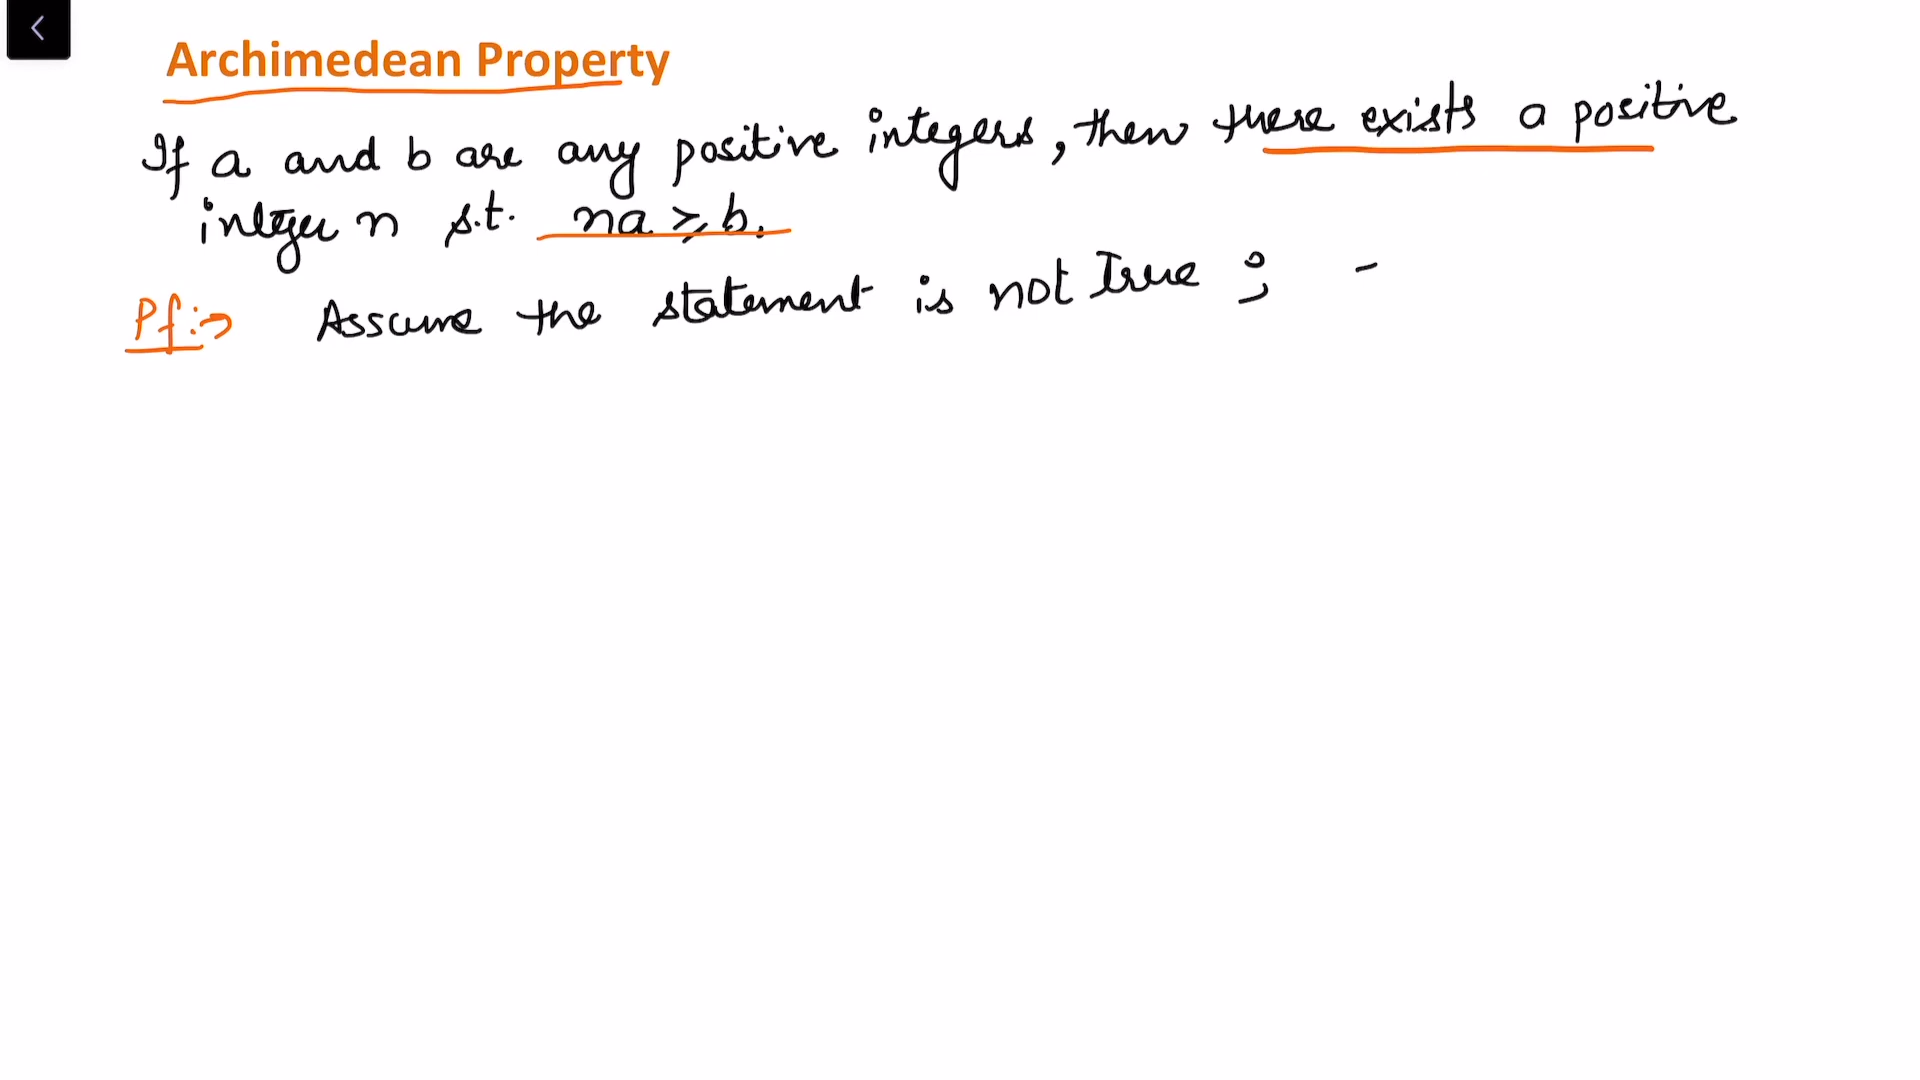 Archimedean Property
If a and b are any positive integers, then there exists a positive
integer n s.t. na ≥ b.
Pf:→ Assume the statement is not true ; -